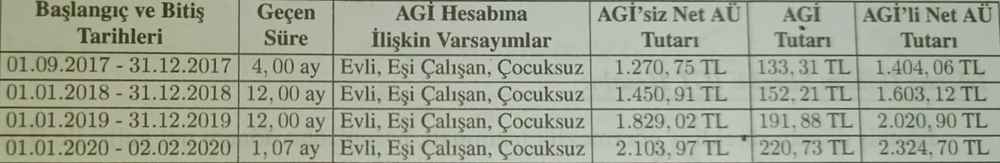 Başlangıç ve Bitiş Tarihleri | Geçen Süre | AGİ Hesabına İlişkin Varsayımlar | AGİ'siz Net AÜ Tutarı | AGİ Tutarı | AGİ'li Net AÜ Tutarı
01.09.2017 - 31.12.2017 | 4,00 ay | Evli, Eşi Çalışan, Çocuksuz | 1.270,75 TL | 133,31 TL | 1.404,06 TL
01.01.2018 - 31.12.2018 | 12,00 ay | Evli, Eşi Çalışan, Çocuksuz | 1.450,91 TL | 152,21 TL | 1.603,12 TL
01.01.2019 - 31.12.2019 | 12,00 ay | Evli, Eşi Çalışan, Çocuksuz | 1.829,02 TL | 191,88 TL | 2.020,90 TL
01.01.2020 - 02.02.2020 | 1,07 ay | Evli, Eşi Çalışan, Çocuksuz | 2.103,97 TL | 220,73 TL | 2.324,70 TL